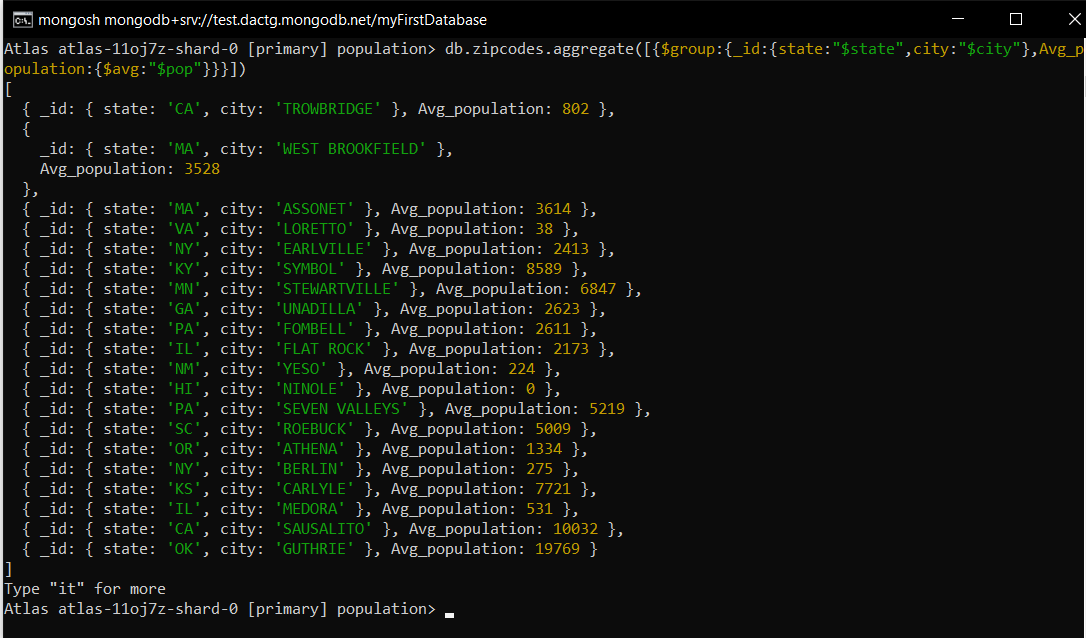 mongosh mongodb+srv://test.dactg.mongodb.net/myFirstDatabase
Atlas atlas-11oj7z-shard-0 [primary] population> db.zipcodes.aggregate([{$group:{_id:{state:"$state",city:"$city"},Avg_p
opulation:{$avg:"$pop"}}}])
[
  { _id: { state: 'CA', city: 'TROWBRIDGE' }, Avg_population: 802 },
  {
    _id: { state: 'MA', city: 'WEST BROOKFIELD' },
    Avg_population: 3528
  },
  { _id: { state: 'MA', city: 'ASSONET' }, Avg_population: 3614 },
  { _id: { state: 'VA', city: 'LORETTO' }, Avg_population: 38 },
  { _id: { state: 'NY', city: 'EARLVILLE' }, Avg_population: 2413 },
  { _id: { state: 'KY', city: 'SYMBOL' }, Avg_population: 8589 },
  { _id: { state: 'MN', city: 'STEWARTVILLE' }, Avg_population: 6847 },
  { _id: { state: 'GA', city: 'UNADILLA' }, Avg_population: 2623 },
  { _id: { state: 'PA', city: 'FOMBELL' }, Avg_population: 2611 },
  { _id: { state: 'IL', city: 'FLAT ROCK' }, Avg_population: 2173 },
  { _id: { state: 'NM', city: 'YESO' }, Avg_population: 224 },
  { _id: { state: 'HI', city: 'NINOLE' }, Avg_population: 0 },
  { _id: { state: 'PA', city: 'SEVEN VALLEYS' }, Avg_population: 5219 },
  { _id: { state: 'SC', city: 'ROEBUCK' }, Avg_population: 5009 },
  { _id: { state: 'OR', city: 'ATHENA' }, Avg_population: 1334 },
  { _id: { state: 'NY', city: 'BERLIN' }, Avg_population: 275 },
  { _id: { state: 'KS', city: 'CARLYLE' }, Avg_population: 7721 },
  { _id: { state: 'IL', city: 'MEDORA' }, Avg_population: 531 },
  { _id: { state: 'CA', city: 'SAUSALITO' }, Avg_population: 10032 },
  { _id: { state: 'OK', city: 'GUTHRIE' }, Avg_population: 19769 }
]
Type "it" for more
Atlas atlas-11oj7z-shard-0 [primary] population>